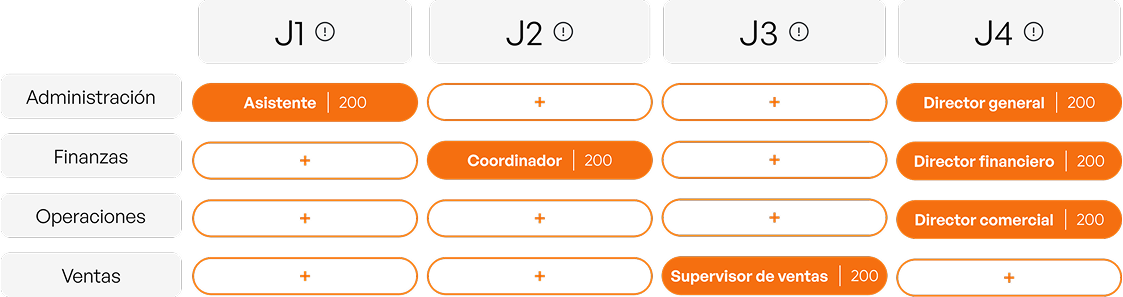 J1 J2 J3 J4
Administración Asistente | 200 + + Director general | 200
Finanzas + Coordinador | 200 + Director financiero | 200
Operaciones + + + Director comercial | 200
Ventas + + Supervisor de ventas | 200 +